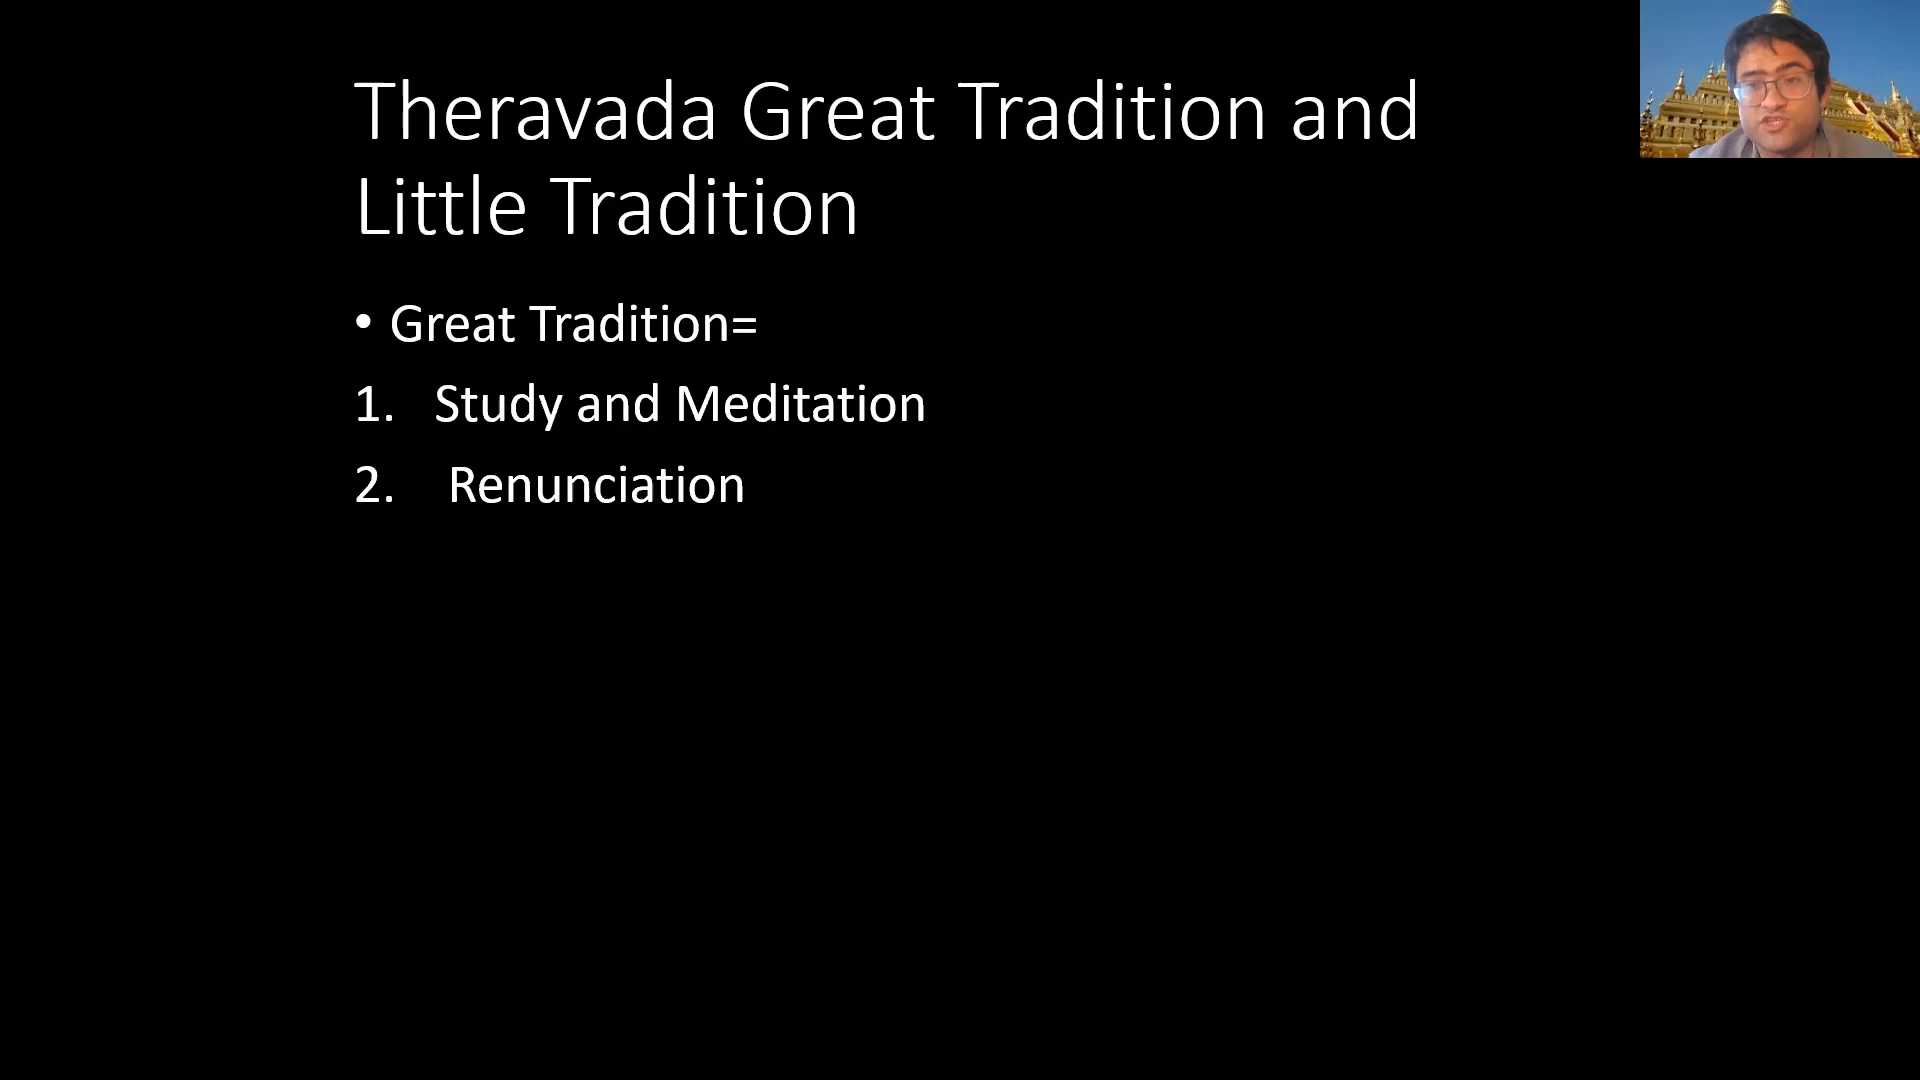 Theravada Great Tradition and
Little Tradition
• Great Tradition=
1. Study and Meditation
2. Renunciation